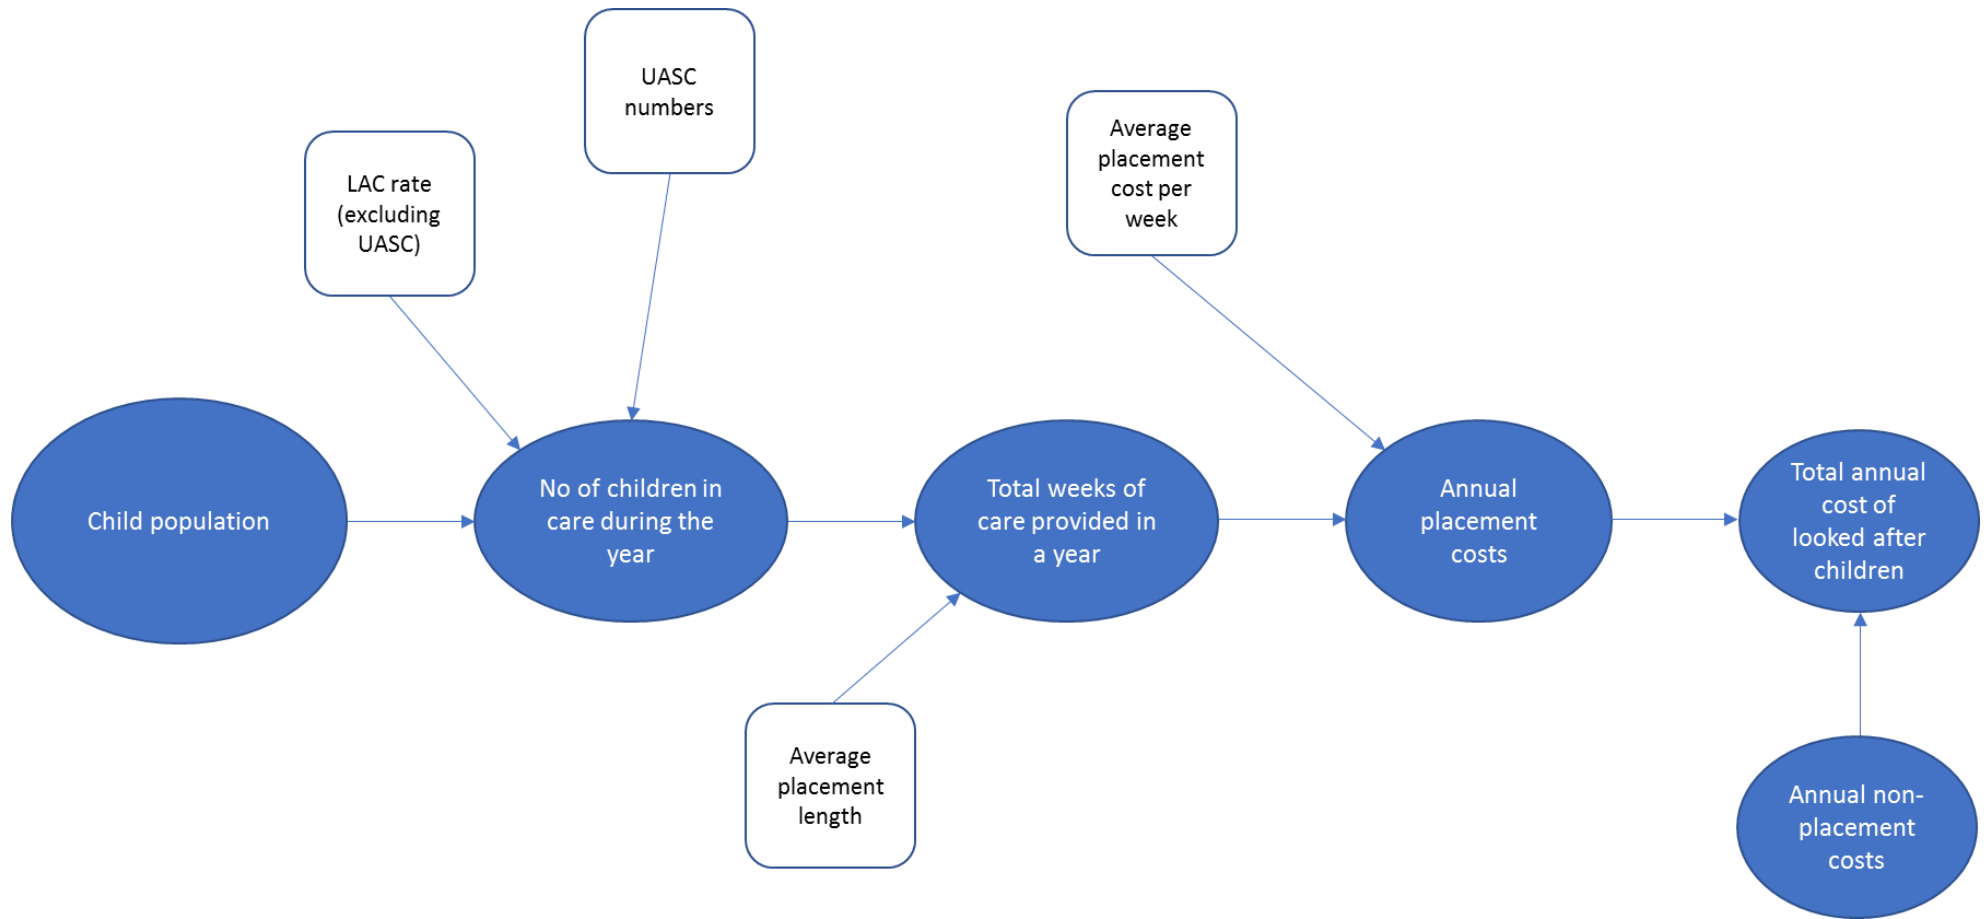 UASC
numbers
LAC rate
(excluding
UASC)
Average
placement
cost per
week
Child population
No of children in
care during the
year
Total weeks of
care provided in
a year
Annual
placement
costs
Total annual
cost of
looked after
children
Average
placement
length
Annual non-
placement
costs